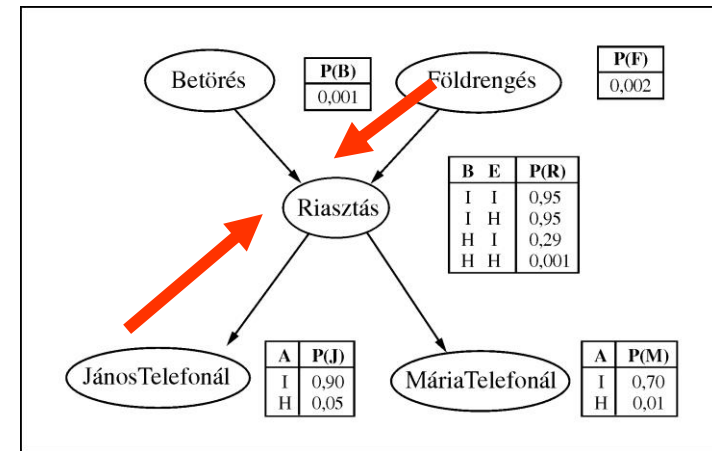 Betörés
P(B)
0,001
Földrengés
P(F)
0,002
Riasztás
B E P(R)
I I 0,95
I H 0,95
H I 0,29
H H 0,001
JánosTelefonál
A P(J)
I 0,90
H 0,05
MáriaTelefonál
A P(M)
I 0,70
H 0,01